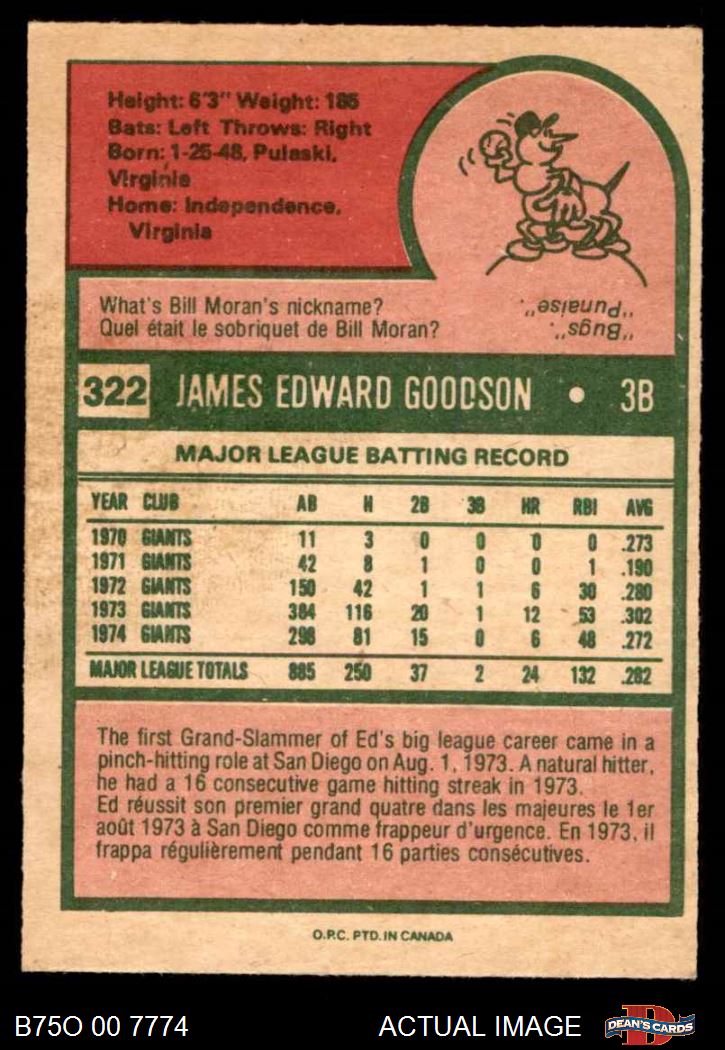 Height: 6'3" Weight: 185
Bats: Left Throws: Right
Born: 1-25-48, Pulaski,
Virginia
Home: Independence,
Virginia
What's Bill Moran's nickname?
Quel était le sobriquet de Bill Moran?
"Bugs".
"Punaise".
322 JAMES EDWARD GOODSON • 3B
MAJOR LEAGUE BATTING RECORD
YEAR CLUB AB H 2B 3B HR RBI AVG
1970 GIANTS 11 3 0 0 0 0 .273
1971 GIANTS 42 8 1 0 0 1 .190
1972 GIANTS 150 42 1 1 6 30 .280
1973 GIANTS 384 116 20 1 12 53 .302
1974 GIANTS 298 81 15 0 6 48 .272
MAJOR LEAGUE TOTALS 885 250 37 2 24 132 .282
The first Grand-Slammer of Ed's big league career came in a
pinch-hitting role at San Diego on Aug. 1, 1973. A natural hitter,
he had a 16 consecutive game hitting streak in 1973.
Ed réussit son premier grand quatre dans les majeures le 1er
août 1973 à San Diego comme frappeur d'urgence. En 1973, il
frappa régulièrement pendant 16 parties consécutives.
O.P.C. PTD. IN CANADA
B75O 00 7774 ACTUAL IMAGE
D
DEAN'S CARDS